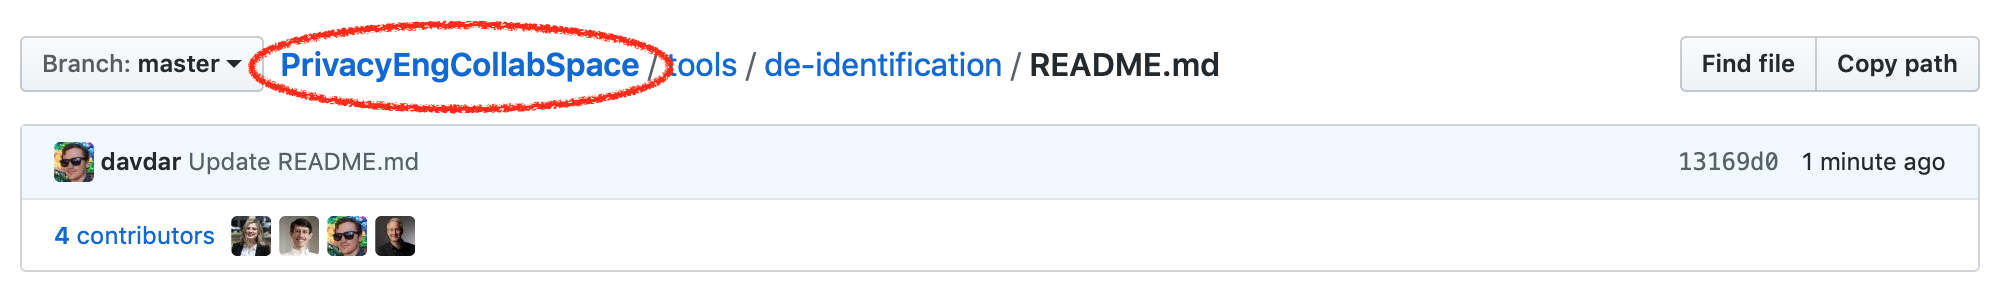 Branch: master PrivacyEngCollabSpace / tools / de-identification / README.md Find file Copy path
davdar Update README.md 13169d0 1 minute ago
4 contributors